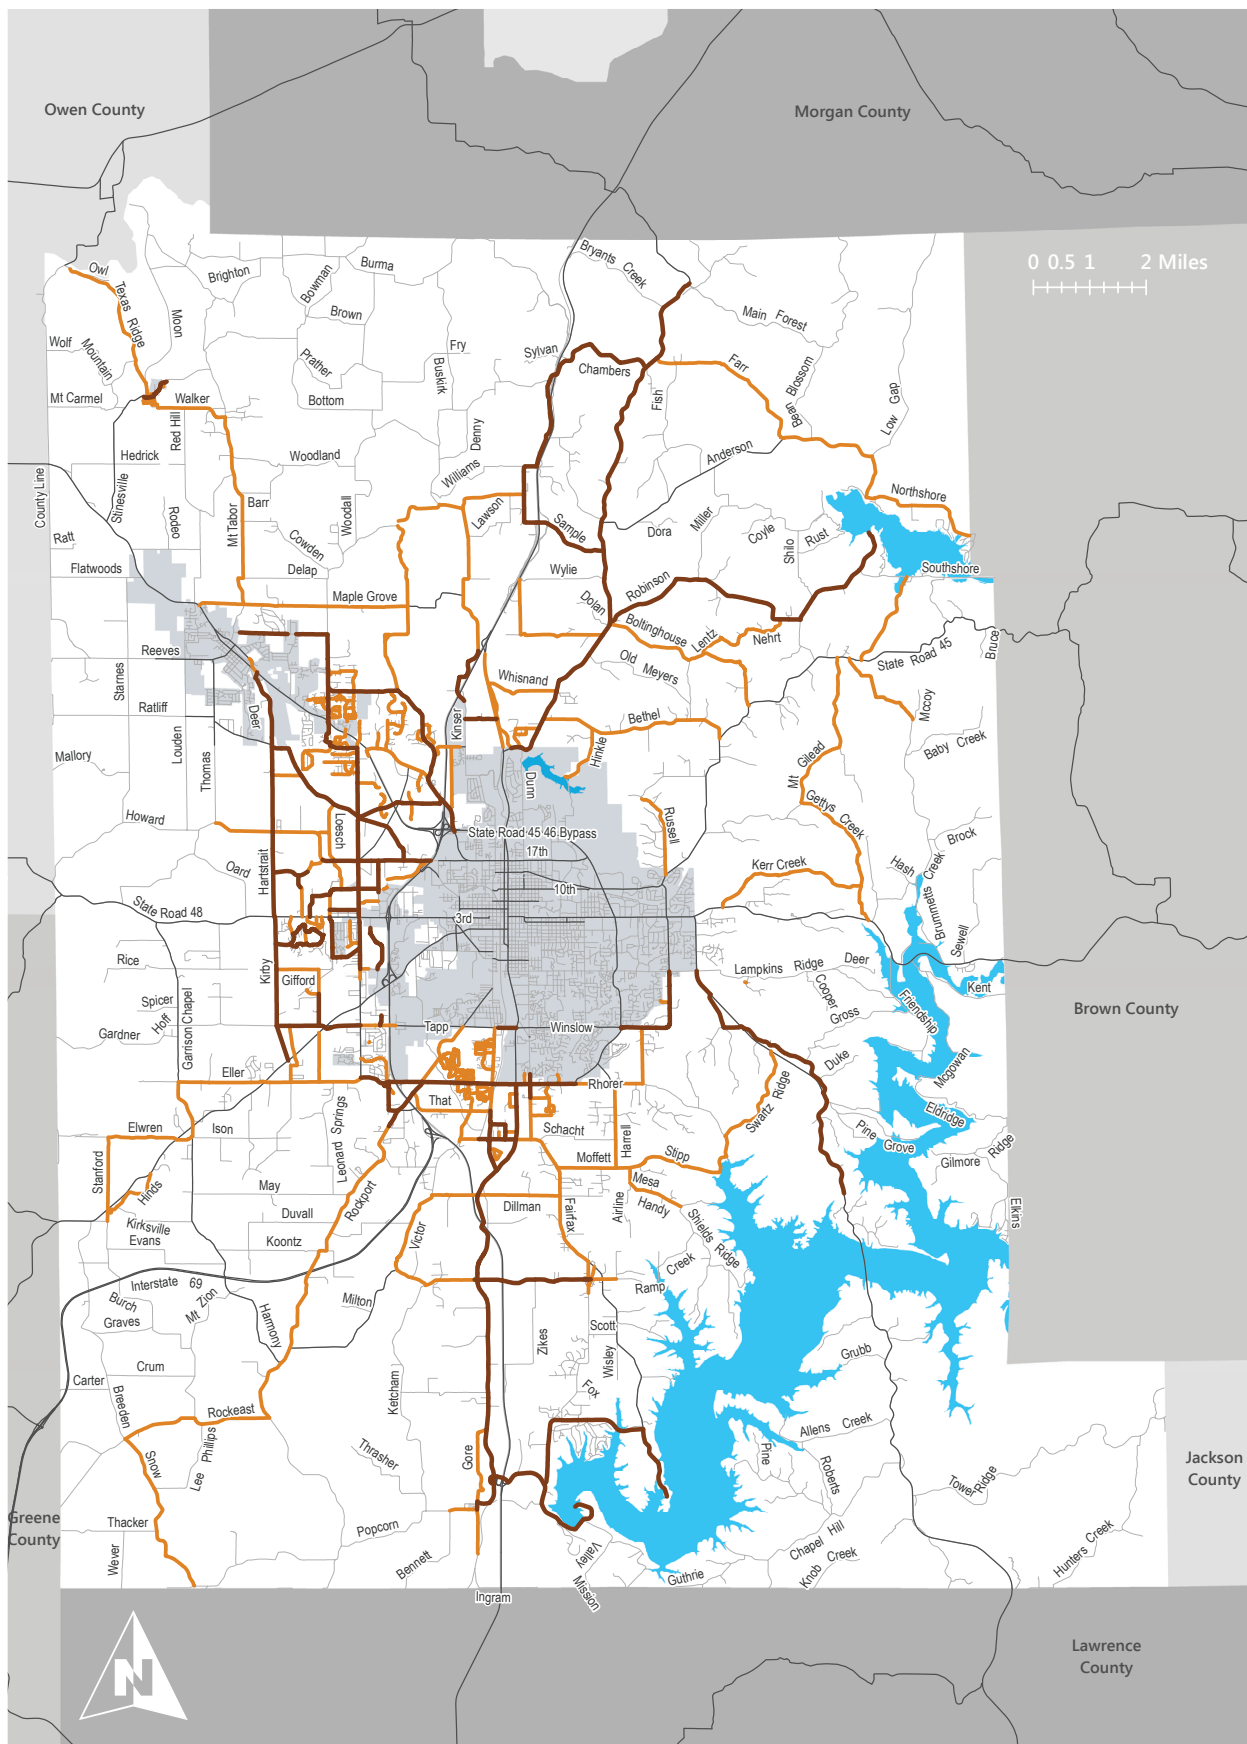 Owen County
Morgan County
Bryants Creek
Owl
Brighton
Burma
Bowman
0 0.5 1 2 Miles
Texas Ridge
Moon
Brown
Main Forest
Wolf
Mountain
Fry
Sylvan
Prather
Buskirk
Chambers
Farr
Bean Blossom
Mt Carmel
Walker
Bottom
Fish
Low Gap
Red Hill
Denny
Hedrick
Woodland
Williams
Anderson
County Line
Stinesville
Rodeo
Mt Tabor
Barr
Woodall
Lawson
Northshore
Ratt
Cowden
Sample
Dora
Miller
Coyle
Shilo
Rust
Flatwoods
Delap
Wylie
Southshore
Maple Grove
Dolan
Robinson
Boltinghouse
Lentz
Nehrt
Reeves
Old Meyers
State Road 45
Bruce
Starnes
Whisnand
Ratliff
Deer
Kinser
Bethel
Mccoy
Mallory
Louden
Thomas
Hinkle
Mt Gilead
Baby Creek
Dunn
Gettys Creek
Howard
Loesch
State Road 45 46 Bypass
Russell
Brock
17th
Oard
Hartstrait
Kerr Creek
Hash
Brummetts Creek
10th
State Road 48
3rd
Sewell
Rice
Kirby
Gifford
Lampkins Ridge
Deer
Cooper
Kent
Spicer
Hoff
Garrison Chapel
Friendship
Brown County
Gardner
Tapp
Winslow
Gross
Duke
Mcgowan
Eller
Rhorer
Swartz Ridge
That
Eldridge
Elwren
Ison
Leonard Springs
Schacht
Harrell
Pine Grove
Moffett
Stipp
Gilmore Ridge
Stanford
Hinds
May
Mesa
Rockport
Dillman
Fairfax
Airline
Handy
Elkins
Duvall
Kirksville
Evans
Koontz
Victor
Shields Ridge
Interstate 69
Ramp Creek
Burch
Graves
Mt Zion
Milton
Harmony
Scott
Zikes
Wisley
Grubb
Crum
Carter
Breeden
Ketcham
Fox
Rockeast
Allens Creek
Snow
Lee Phillips
Thrasher
Gore
Pine
Roberts
Jackson
County
Tower Ridge
Greene
County
Thacker
Popcorn
Chapel Hill
Wever
Bennett
Valley Mission
Guthrie
Knob Creek
Hunters Creek
Ingram
Lawrence
County
N